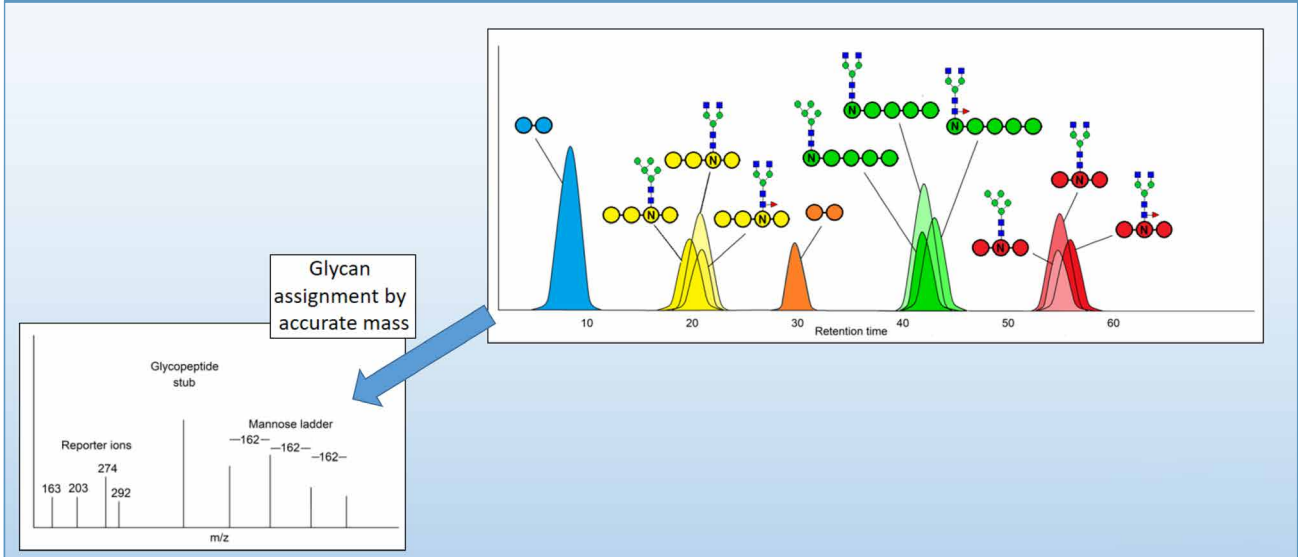 N
N
N
N
N
N
N
N
N
10 20 30 40 50 60
Retention time
Glycan
assignment by
accurate mass
Glycopeptide
stub
Mannose ladder
—162—
—162—
—162—
Reporter ions
274
163 203
292
m/z